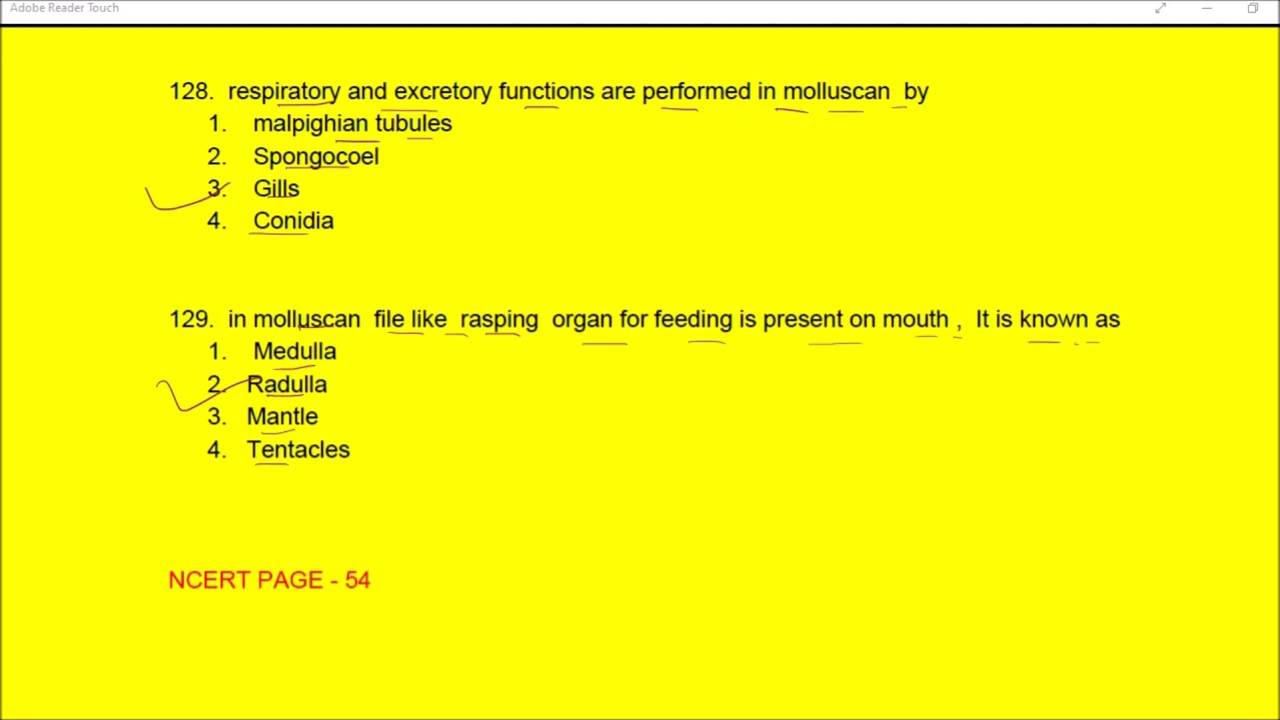 Adobe Reader Touch
128. respiratory and excretory functions are performed in molluscan by
1. malpighian tubules
2. Spongocoel
3. Gills
4. Conidia
129. in molluscan file like rasping organ for feeding is present on mouth , It is known as
1. Medulla
2. Radulla
3. Mantle
4. Tentacles
NCERT PAGE - 54